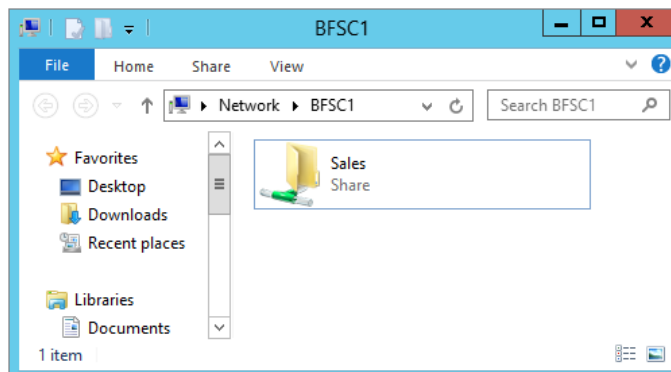 BFSC1
File Home Share View
Network BFSC1 Search BFSC1
Favorites
Desktop
Downloads
Recent places
Libraries
Documents
Sales
Share
1 item